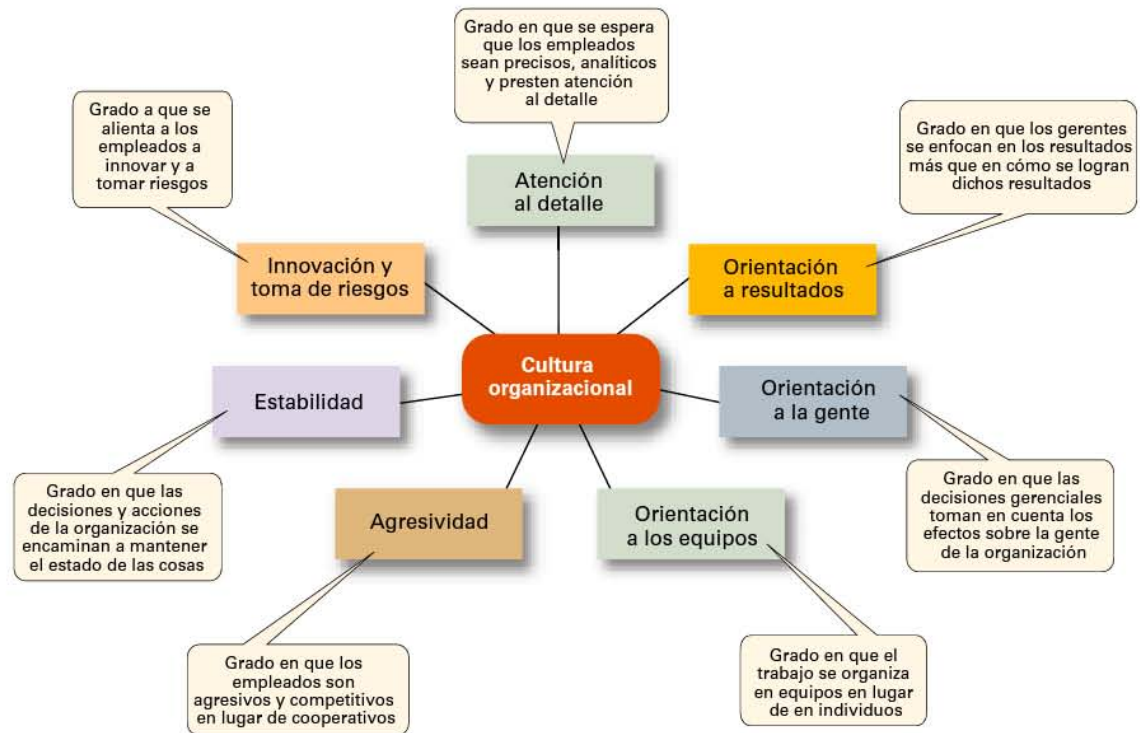 Grado en que se espera
que los empleados
sean precisos, analíticos
y presten atención
al detalle
Grado a que se
alienta a los
empleados a
innovar y a
tomar riesgos
Grado en que los gerentes
se enfocan en los resultados
más que en cómo se logran
dichos resultados
Atención
al detalle
Innovación y
toma de riesgos
Orientación
a resultados
Cultura
organizacional
Estabilidad
Orientación
a la gente
Grado en que las
decisiones y acciones
de la organización se
encaminan a mantener
el estado de las cosas
Agresividad
Orientación
a los equipos
Grado en que las
decisiones gerenciales
toman en cuenta los
efectos sobre la gente
de la organización
Grado en que los
empleados son
agresivos y competitivos
en lugar de cooperativos
Grado en que el
trabajo se organiza
en equipos en lugar
de en individuos